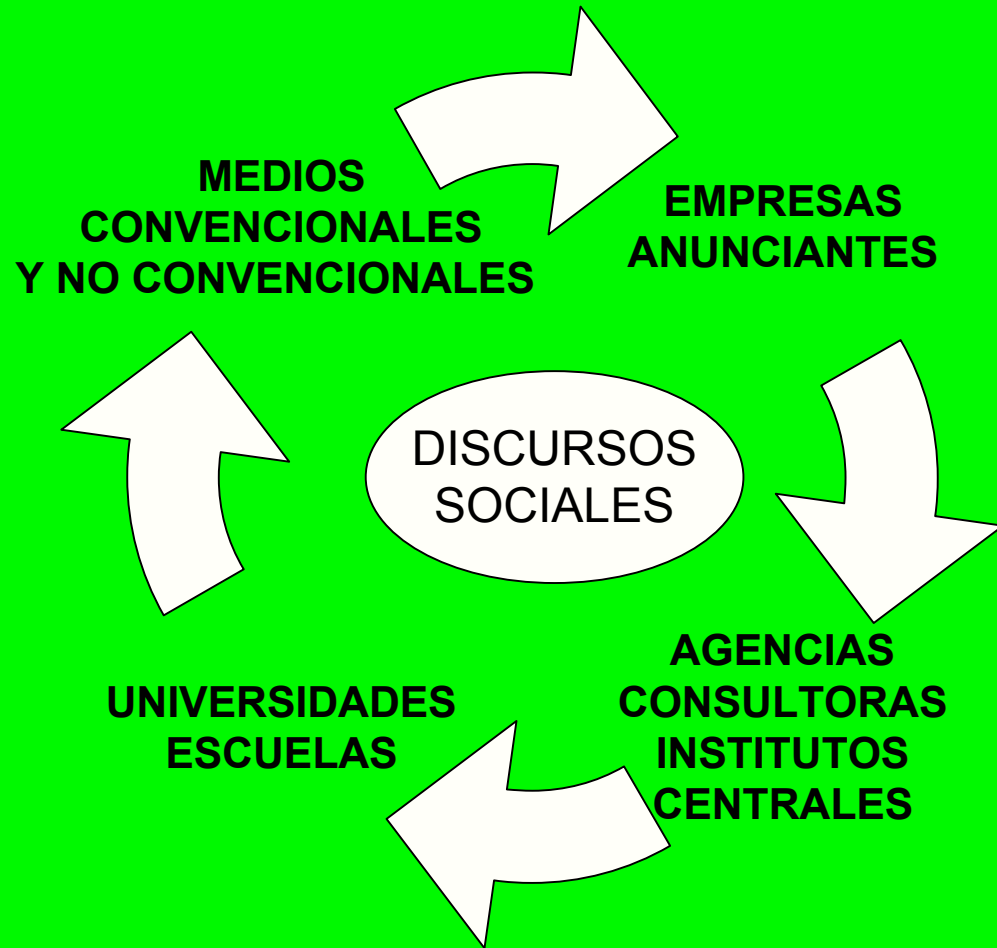 MEDIOS
CONVENCIONALES
Y NO CONVENCIONALES
EMPRESAS
ANUNCIANTES
DISCURSOS
SOCIALES
AGENCIAS
CONSULTORAS
INSTITUTOS
CENTRALES
UNIVERSIDADES
ESCUELAS